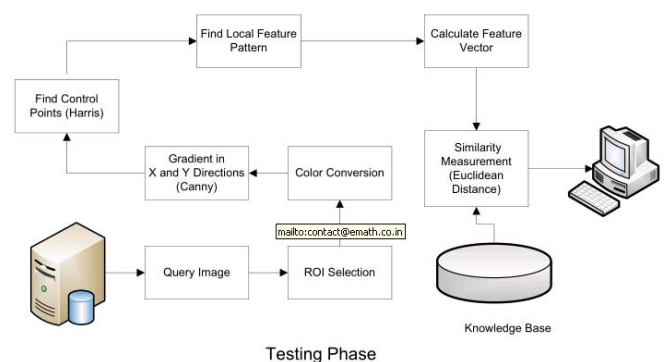 Find Local Feature
Pattern
Calculate Feature
Vector
Find Control
Points (Harris)
Gradient in
X and Y Directions
(Canny)
Color Conversion
Similarity
Measurement
(Euclidean
Distance)
mailto:contact@emath.co.in
Query Image
ROI Selection
Knowledge Base
Testing Phase